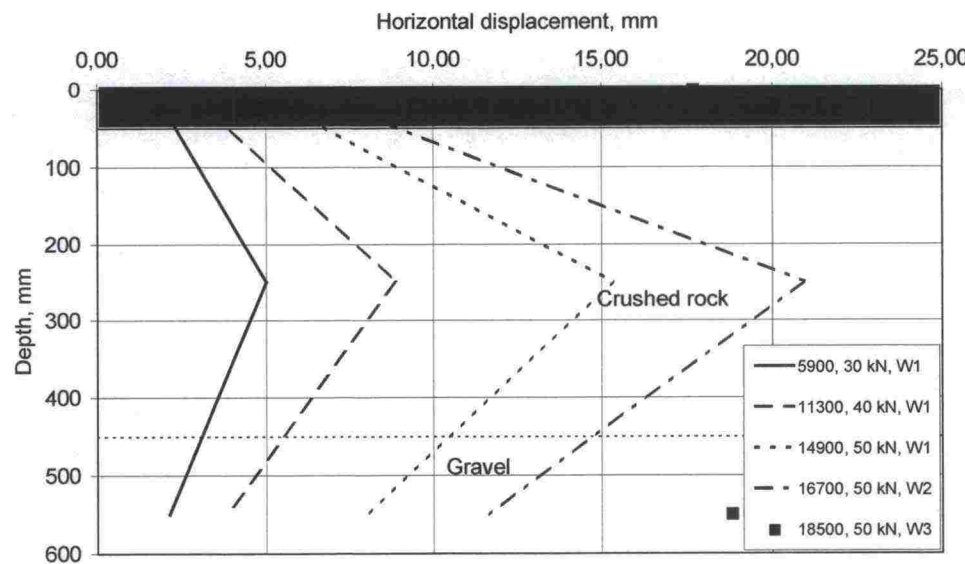 Horizontal displacement, mm
0,00 5,00 10,00 15,00 20,00 25,00
0
100
200
300
400
500
600
Depth, mm
Crushed rock
Gravel
5900, 30 kN, W1
11300, 40 kN, W1
14900, 50 kN, W1
16700, 50 kN, W2
18500, 50 kN, W3